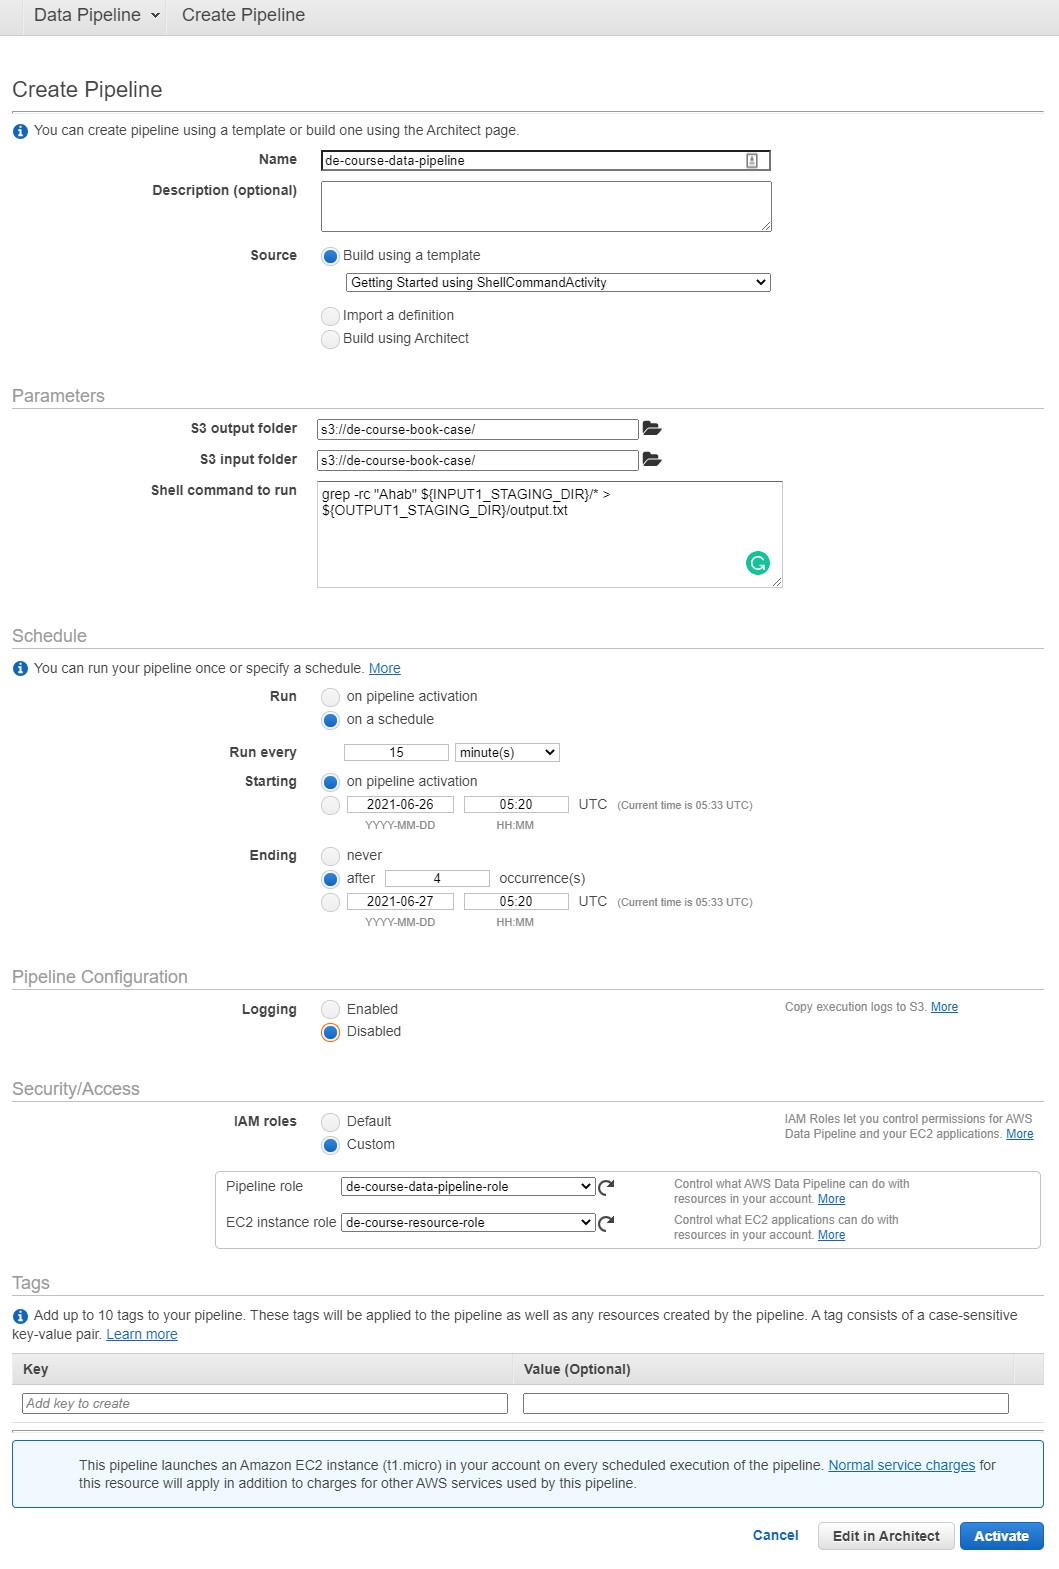 Data Pipeline Create Pipeline
Create Pipeline
You can create pipeline using a template or build one using the Architect page.
Name de-course-data-pipeline
Description (optional)
Source Build using a template
Getting Started using ShellCommandActivity
Import a definition
Build using Architect
Parameters
S3 output folder s3://de-course-book-case/
S3 input folder s3://de-course-book-case/
Shell command to run grep -rc "Ahab" ${INPUT1_STAGING_DIR}/* >
${OUTPUT1_STAGING_DIR}/output.txt
G
Schedule
You can run your pipeline once or specify a schedule. More
Run on pipeline activation
on a schedule
Run every 15 minute(s)
Starting on pipeline activation
2021-06-26 05:20 UTC (Current time is 05:33 UTC)
YYYY-MM-DD HH:MM
Ending never
after 4 occurrence(s)
2021-06-27 05:20 UTC (Current time is 05:33 UTC)
YYYY-MM-DD HH:MM
Pipeline Configuration
Logging Enabled Copy execution logs to S3. More
Disabled
Security/Access
IAM roles Default IAM Roles let you control permissions for AWS
Custom Data Pipeline and your EC2 applications. More
Pipeline role de-course-data-pipeline-role Control what AWS Data Pipeline can do with
resources in your account. More
EC2 instance role de-course-resource-role Control what EC2 applications can do with
resources in your account. More
Tags
Add up to 10 tags to your pipeline. These tags will be applied to the pipeline as well as any resources created by the pipeline. A tag consists of a case-sensitive
key-value pair. Learn more
Key Value (Optional)
Add key to create
This pipeline launches an Amazon EC2 instance (t1.micro) in your account on every scheduled execution of the pipeline. Normal service charges for
this resource will apply in addition to charges for other AWS services used by this pipeline.
Cancel Edit in Architect Activate